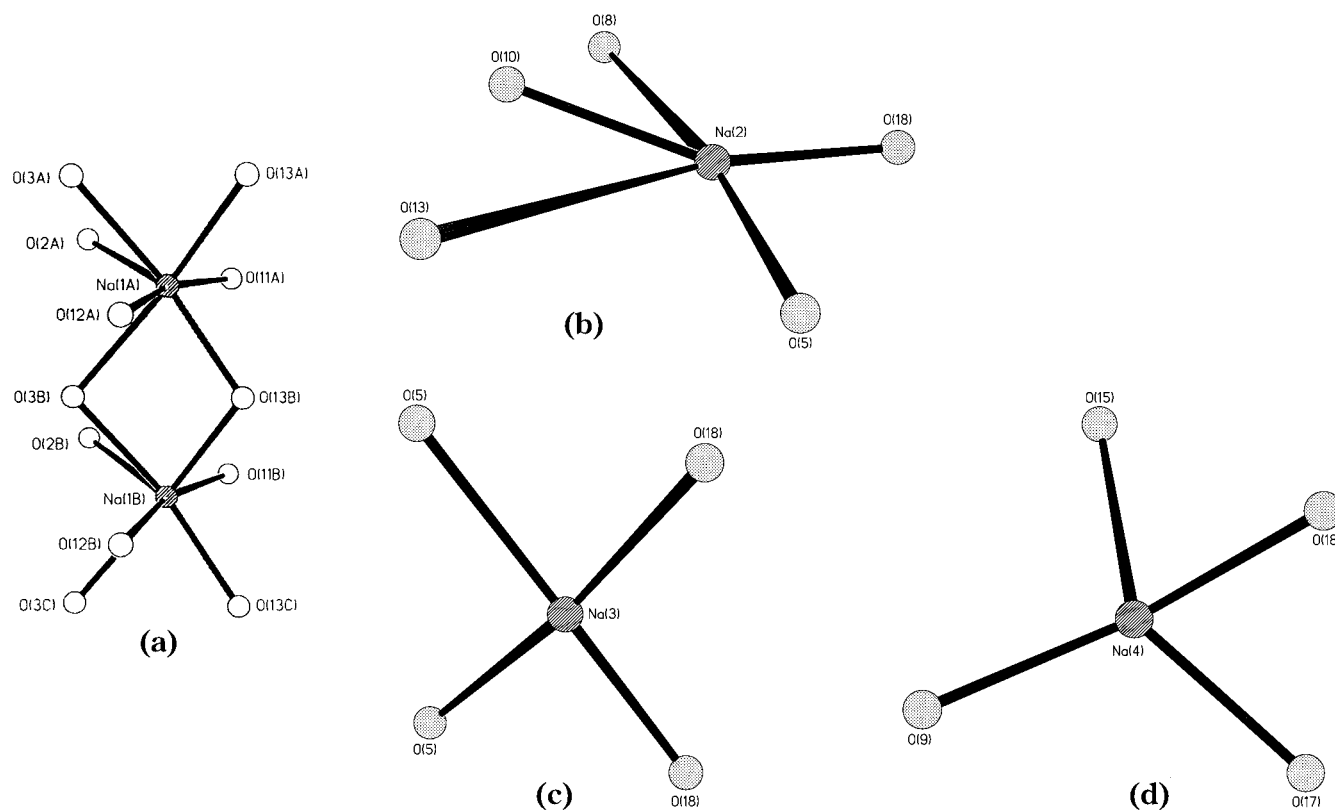 O(3A)
O(13A)
O(2A)
Na(1A)
O(11A)
O(12A)
O(3B)
O(13B)
O(2B)
O(11B)
Na(1B)
O(12B)
O(3C)
O(13C)
(a)
O(8)
O(10)
Na(2)
O(18)
O(13)
O(5)
(b)
O(5)
O(18)
Na(3)
O(5)
O(18)
(c)
O(15)
O(18
Na(4)
O(9)
O(17)
(d)